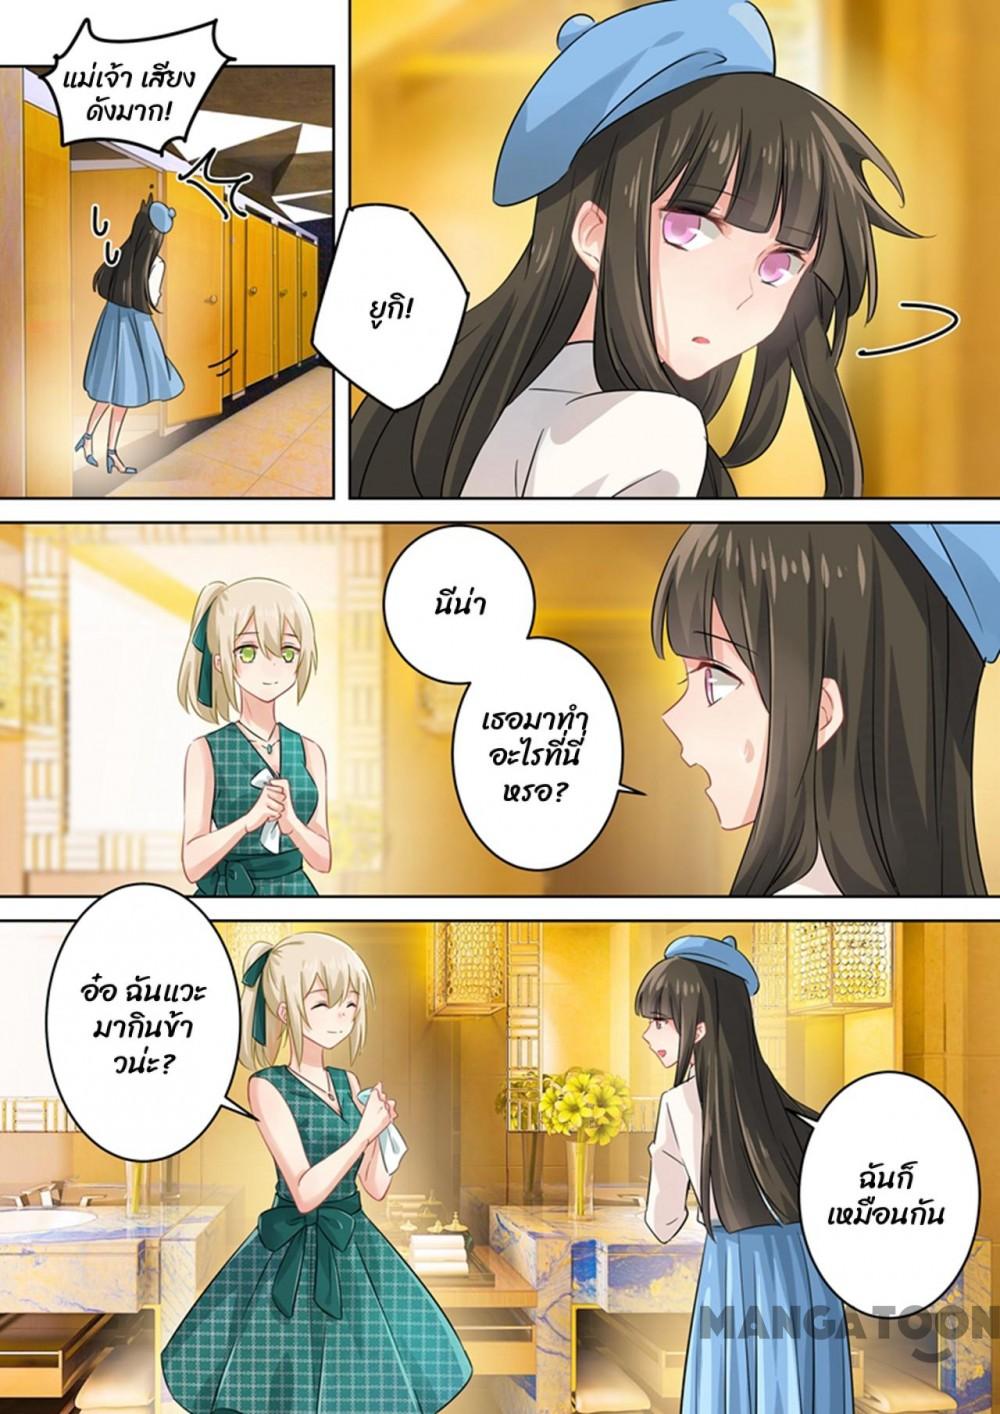 แม่เจ้า เสียง
ดังมาก!
ยูกิ!
นีน่า
เธอมาทำ
อะไรที่นี่
หรอ?
อ๋อ ฉันแวะ
มากินข้า
วน่ะ?
ฉันก็
เหมือนกัน
MANGATOON